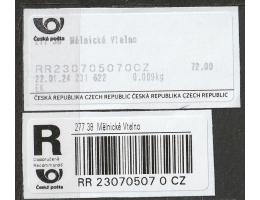 Česká pošta
277 38 Mělnické Vtelno
RR230705070CZ 72.00
22.01.24 231 622 0.009kg
EK
ČESKÁ REPUBLIKA CZECH REPUBLIC ČESKÁ REPUBLIKA CZECH REPUBLIC
R
277 38 Mělnické Vtelno
Doporučeně
Recommandé
Česká pošta
RR 23070507 0 CZ